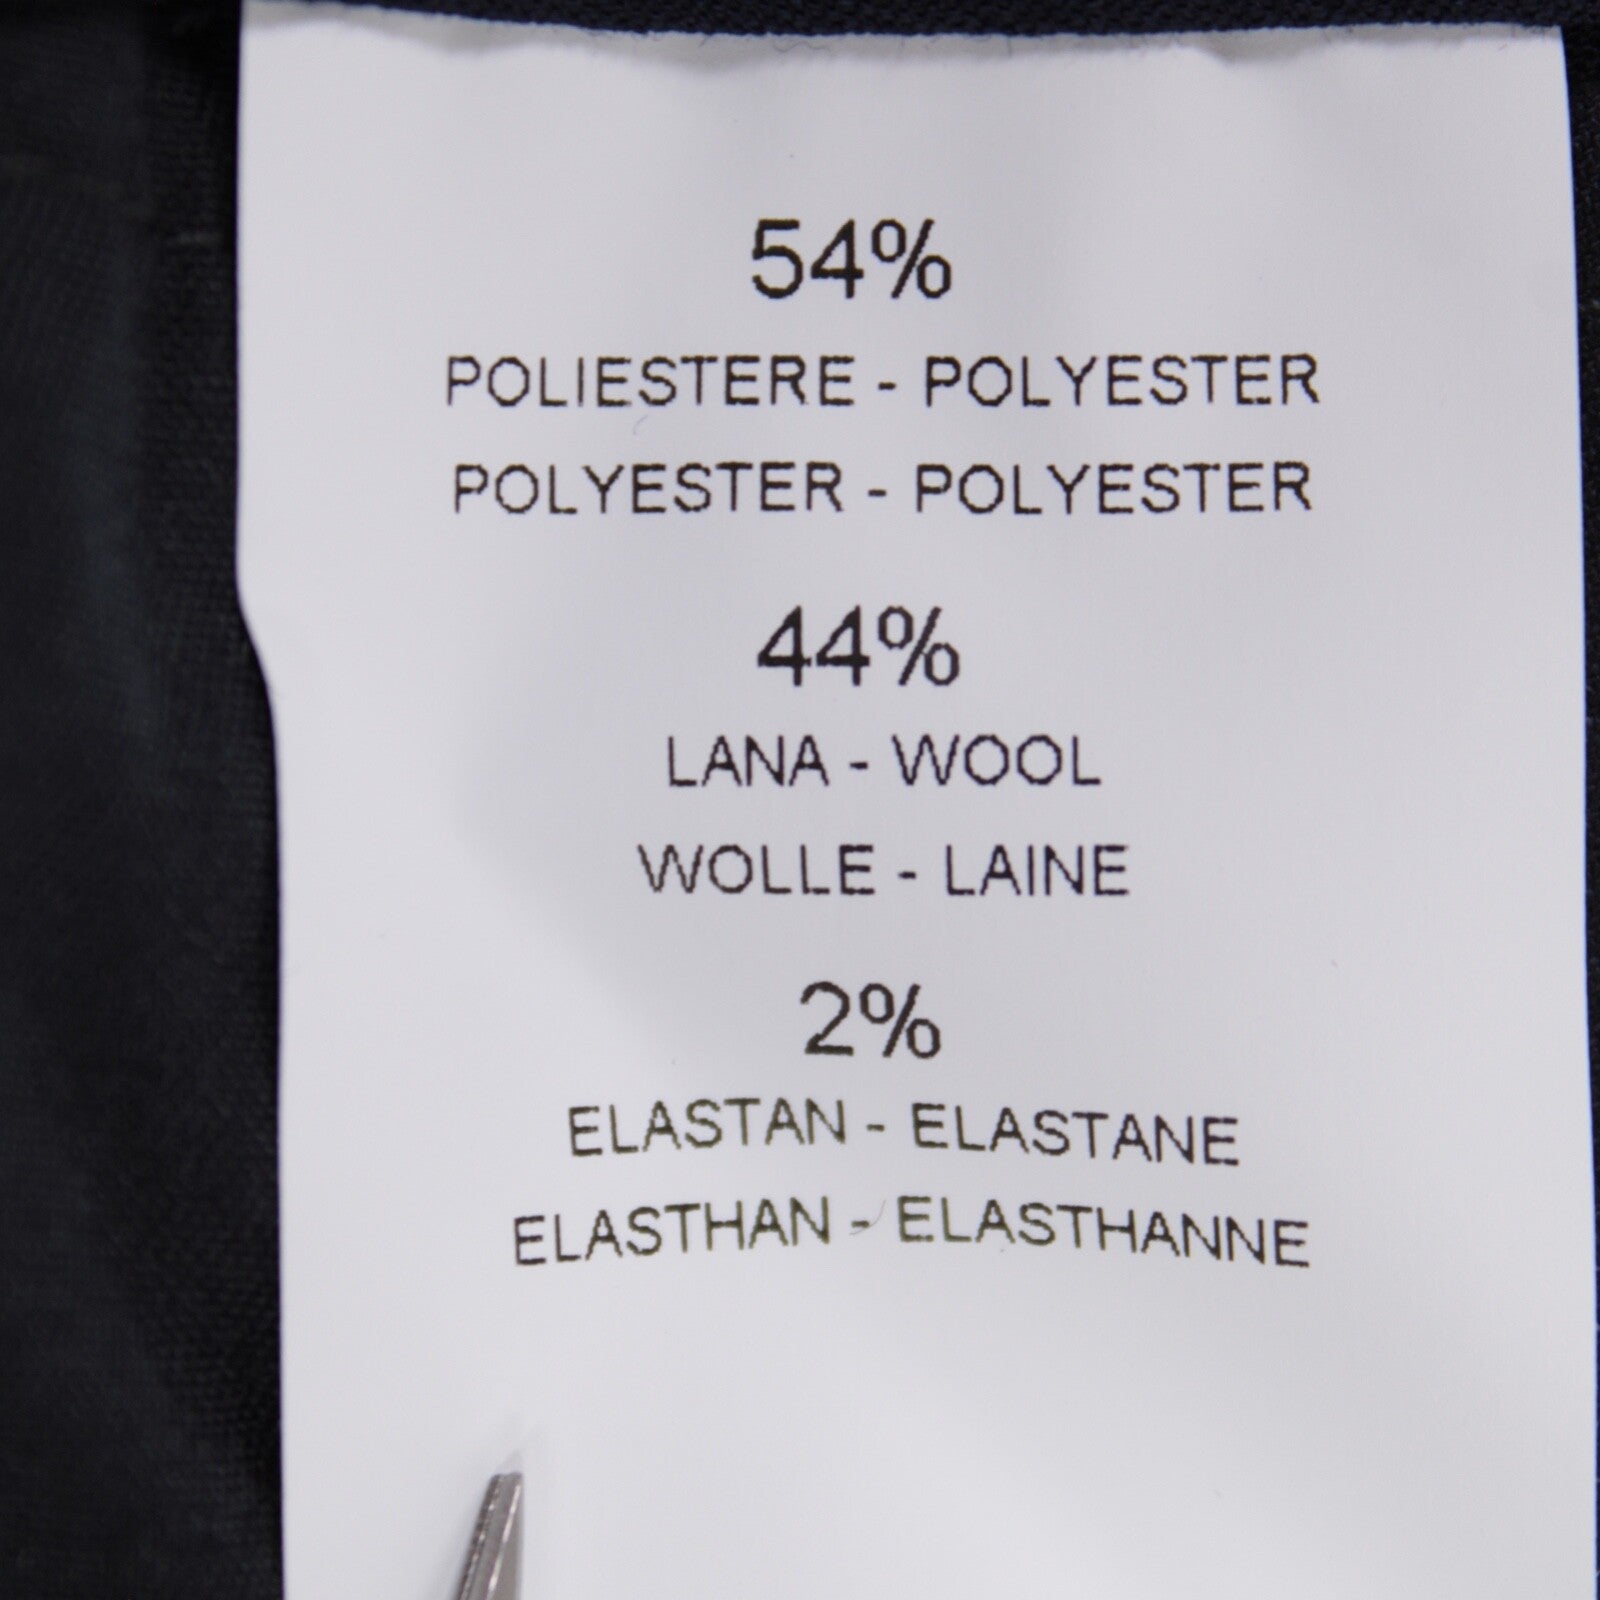 54%
POLIESTERE - POLYESTER
POLYESTER - POLYESTER
44%
LANA - WOOL
WOLLE - LAINE
2%
ELASTAN - ELASTANE
ELASTHAN - ELASTHANNE